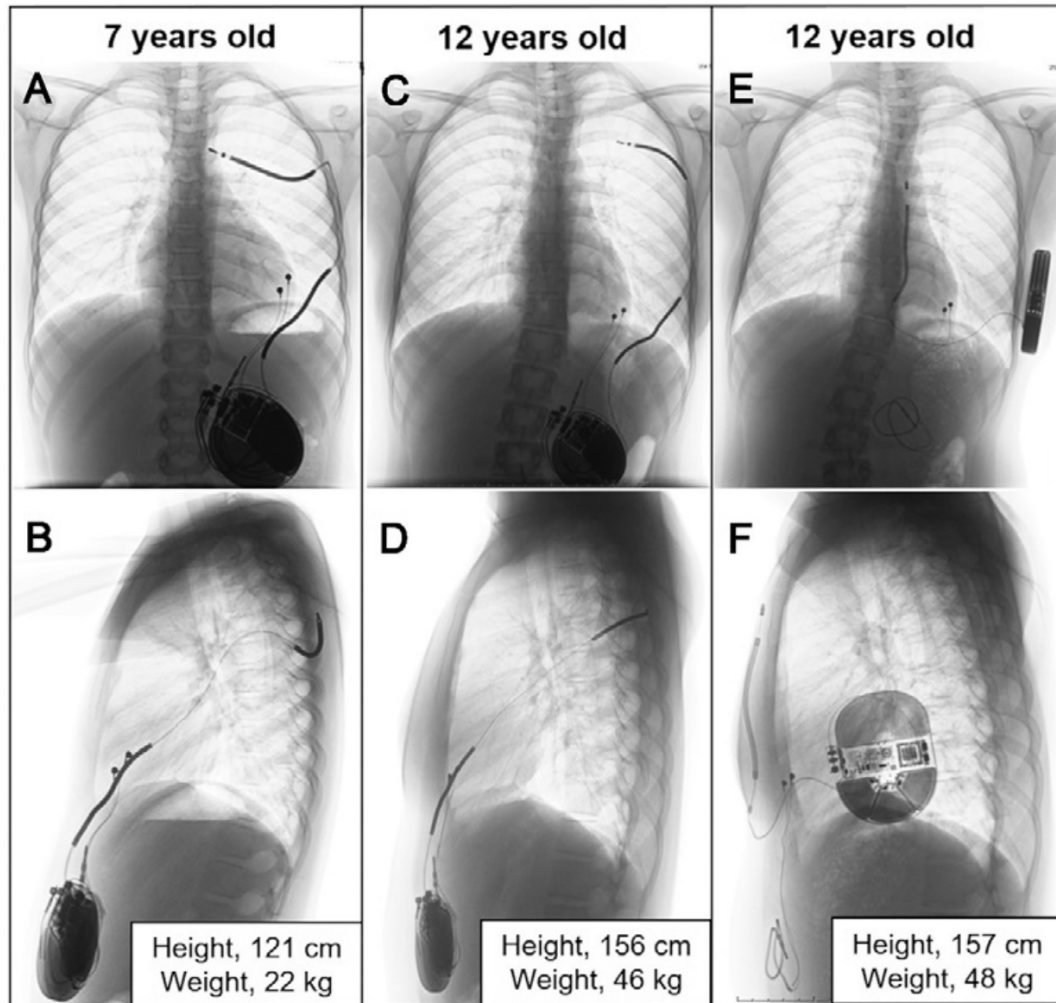 7 years old
12 years old
12 years old
A
C
E
B
D
F
Height, 121 cm
Weight, 22 kg
Height, 156 cm
Weight, 46 kg
Height, 157 cm
Weight, 48 kg